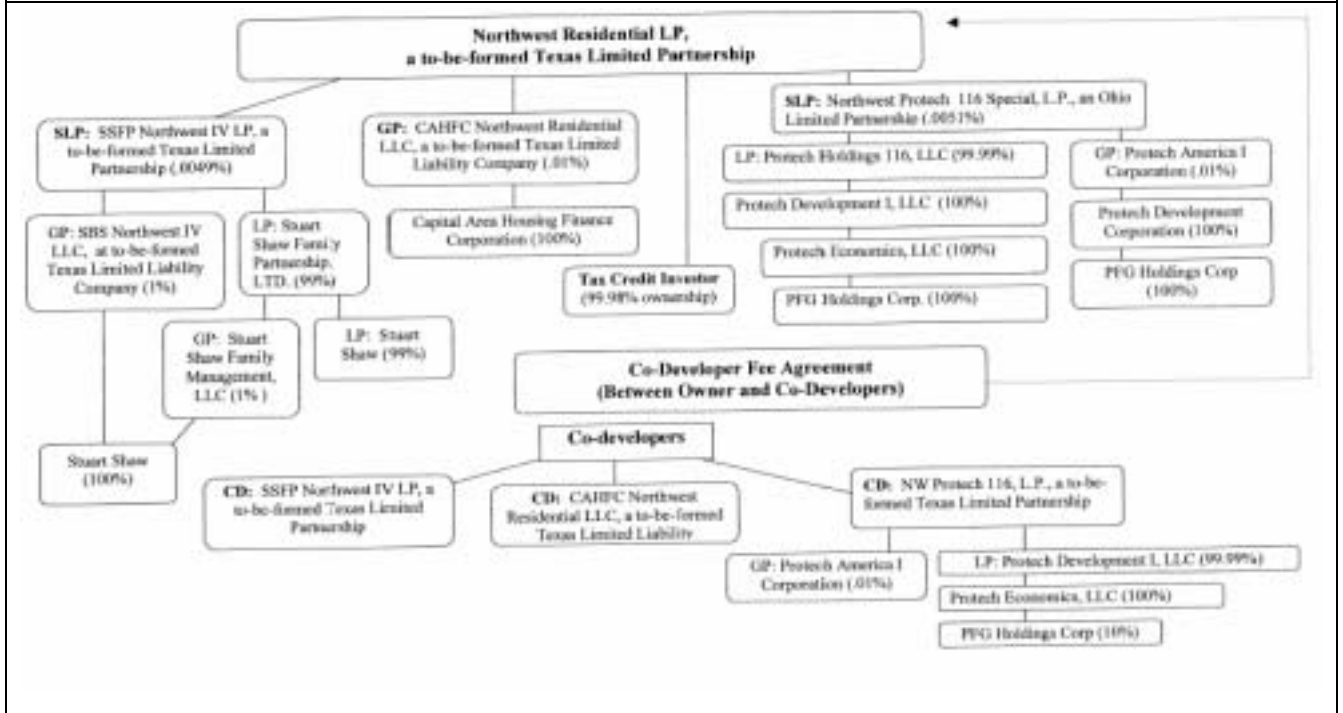 Northwest Residential LP,
a to-be-formed Texas Limited Partnership
SLP: SSFP Northwest IV LP, a
to-be-formed Texas Limited
Partnership (.0049%)
GP: SBS Northwest IV
LLC, at to-be-formed
Texas Limited Liability
Company (1%)
LP: Stuart
Shaw Family
Partnership,
LTD. (99%)
GP: Stuart
Shaw Family
Management,
LLC (1% )
LP: Stuart
Shaw (99%)
Stuart Shaw
(100%)
GP: CAHFC Northwest Residential
LLC, a to-be-formed Texas Limited
Liability Company (.01%)
Capital Area Housing Finance
Corporation (100%)
Tax Credit Investor
(99.98% ownership)
SLP: Northwest Protech 116 Special, L.P., an Ohio
Limited Partnership (.0051%)
LP: Protech Holdings 116, LLC (99.99%)
Protech Development I, LLC (100%)
Protech Economics, LLC (100%)
PFG Holdings Corp. (100%)
GP: Protech America I
Corporation (.01%)
Protech Development
Corporation (100%)
PFG Holdings Corp
(100%)
Co-Developer Fee Agreement
(Between Owner and Co-Developers)
Co-developers
CD: SSFP Northwest IV LP, a
to-be-formed Texas Limited
Partnership
CD: CAHFC Northwest
Residential LLC, a to-be-formed
Texas Limited Liability
CD: NW Protech 116, L.P., a to-be-
formed Texas Limited Partnership
GP: Protech America I
Corporation (.01%)
LP: Protech Development I, LLC (99.99%)
Protech Economics, LLC (100%)
PFG Holdings Corp (10%)